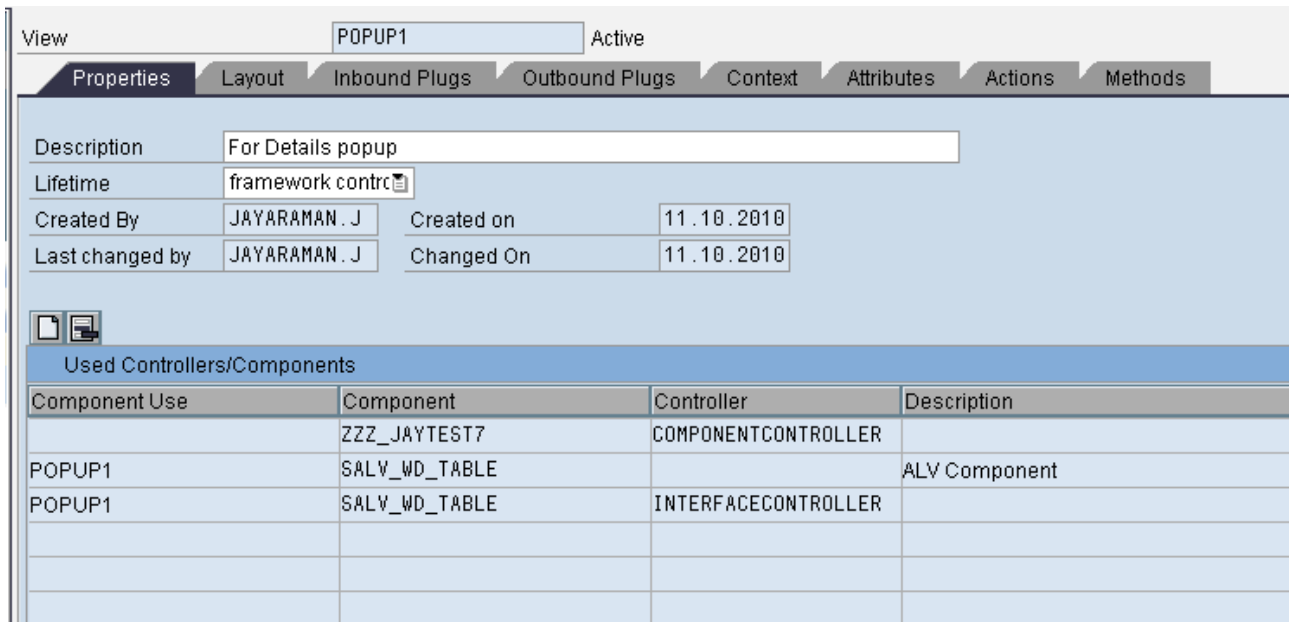 View POPUP1 Active
Properties Layout Inbound Plugs Outbound Plugs Context Attributes Actions Methods
Description For Details popup
Lifetime framework contrc
Created By JAYARAMAN.J Created on 11.10.2010
Last changed by JAYARAMAN.J Changed On 11.10.2010
Used Controllers/Components
Component Use Component Controller Description
ZZZ_JAYTEST7 COMPONENTCONTROLLER
POPUP1 SALV_WD_TABLE ALV Component
POPUP1 SALV_WD_TABLE INTERFACECONTROLLER